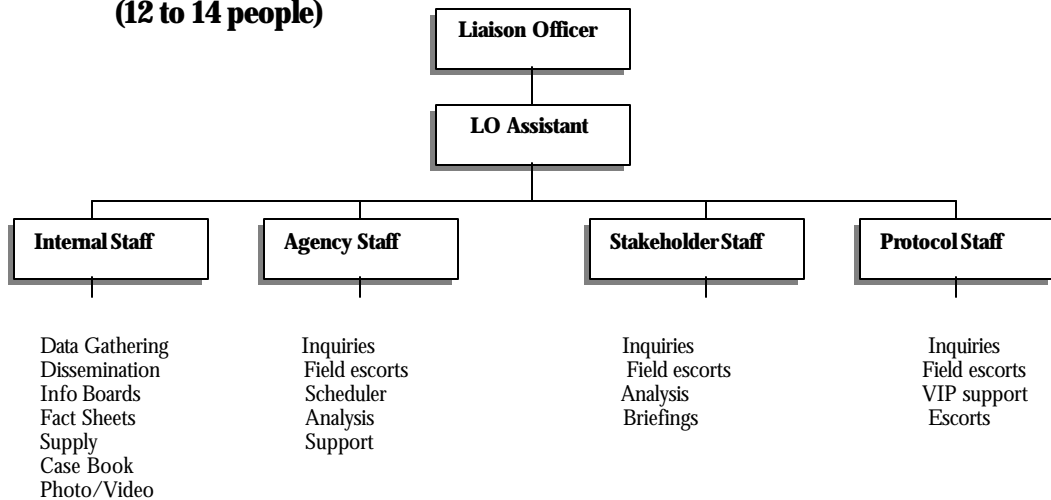 (12 to 14 people)
Liaison Officer
LO Assistant
Internal Staff
Agency Staff
Stakeholder Staff
Protocol Staff
Data Gathering
Dissemination
Info Boards
Fact Sheets
Supply
Case Book
Photo/Video
Inquiries
Field escorts
Scheduler
Analysis
Support
Inquiries
Field escorts
Analysis
Briefings
Inquiries
Field escorts
VIP support
Escorts